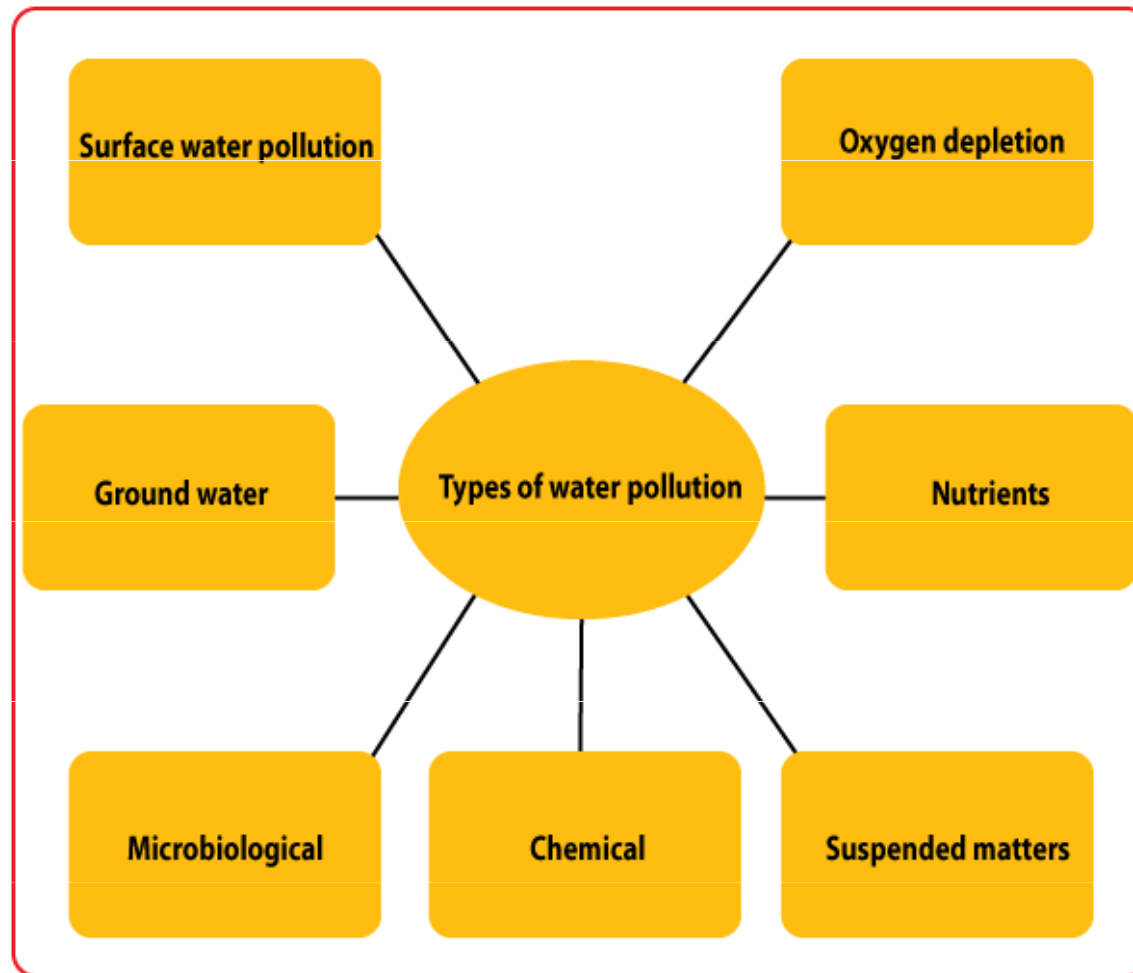 Surface water pollution
Oxygen depletion
Ground water
Types of water pollution
Nutrients
Microbiological
Chemical
Suspended matters